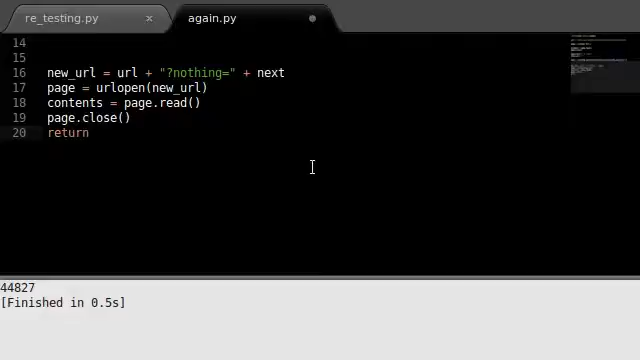 re_testing.py × again.py
14
15
16 new_url = url + "?nothing=" + next
17 page = urlopen(new_url)
18 contents = page.read()
19 page.close()
20 return
44827
[Finished in 0.5s]